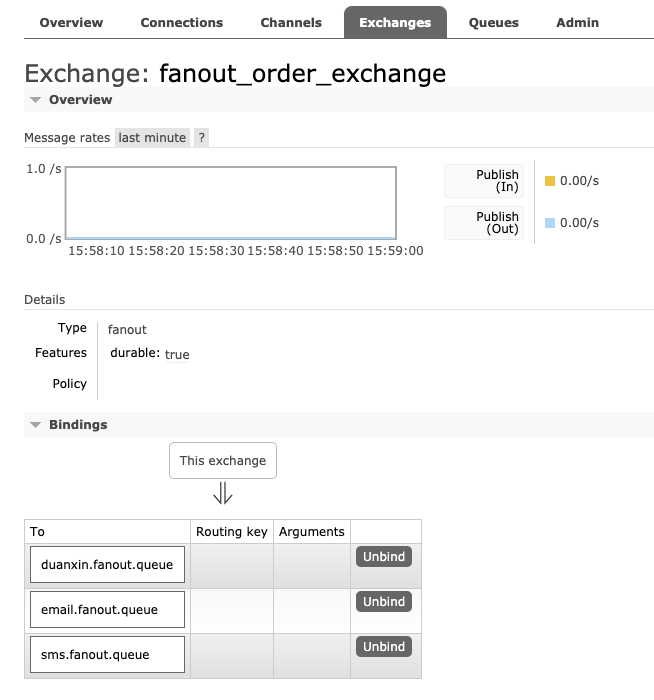 Overview Connections Channels Exchanges Queues Admin
Exchange: fanout_order_exchange
Overview
Message rates last minute ?
1.0 /s
0.0 /s
15:58:10 15:58:20 15:58:30 15:58:40 15:58:50 15:59:00
Publish
(In)
0.00/s
Publish
(Out)
0.00/s
Details
Type fanout
Features durable: true
Policy
Bindings
This exchange
⇓
To Routing key Arguments
duanxin.fanout.queue Unbind
email.fanout.queue Unbind
sms.fanout.queue Unbind